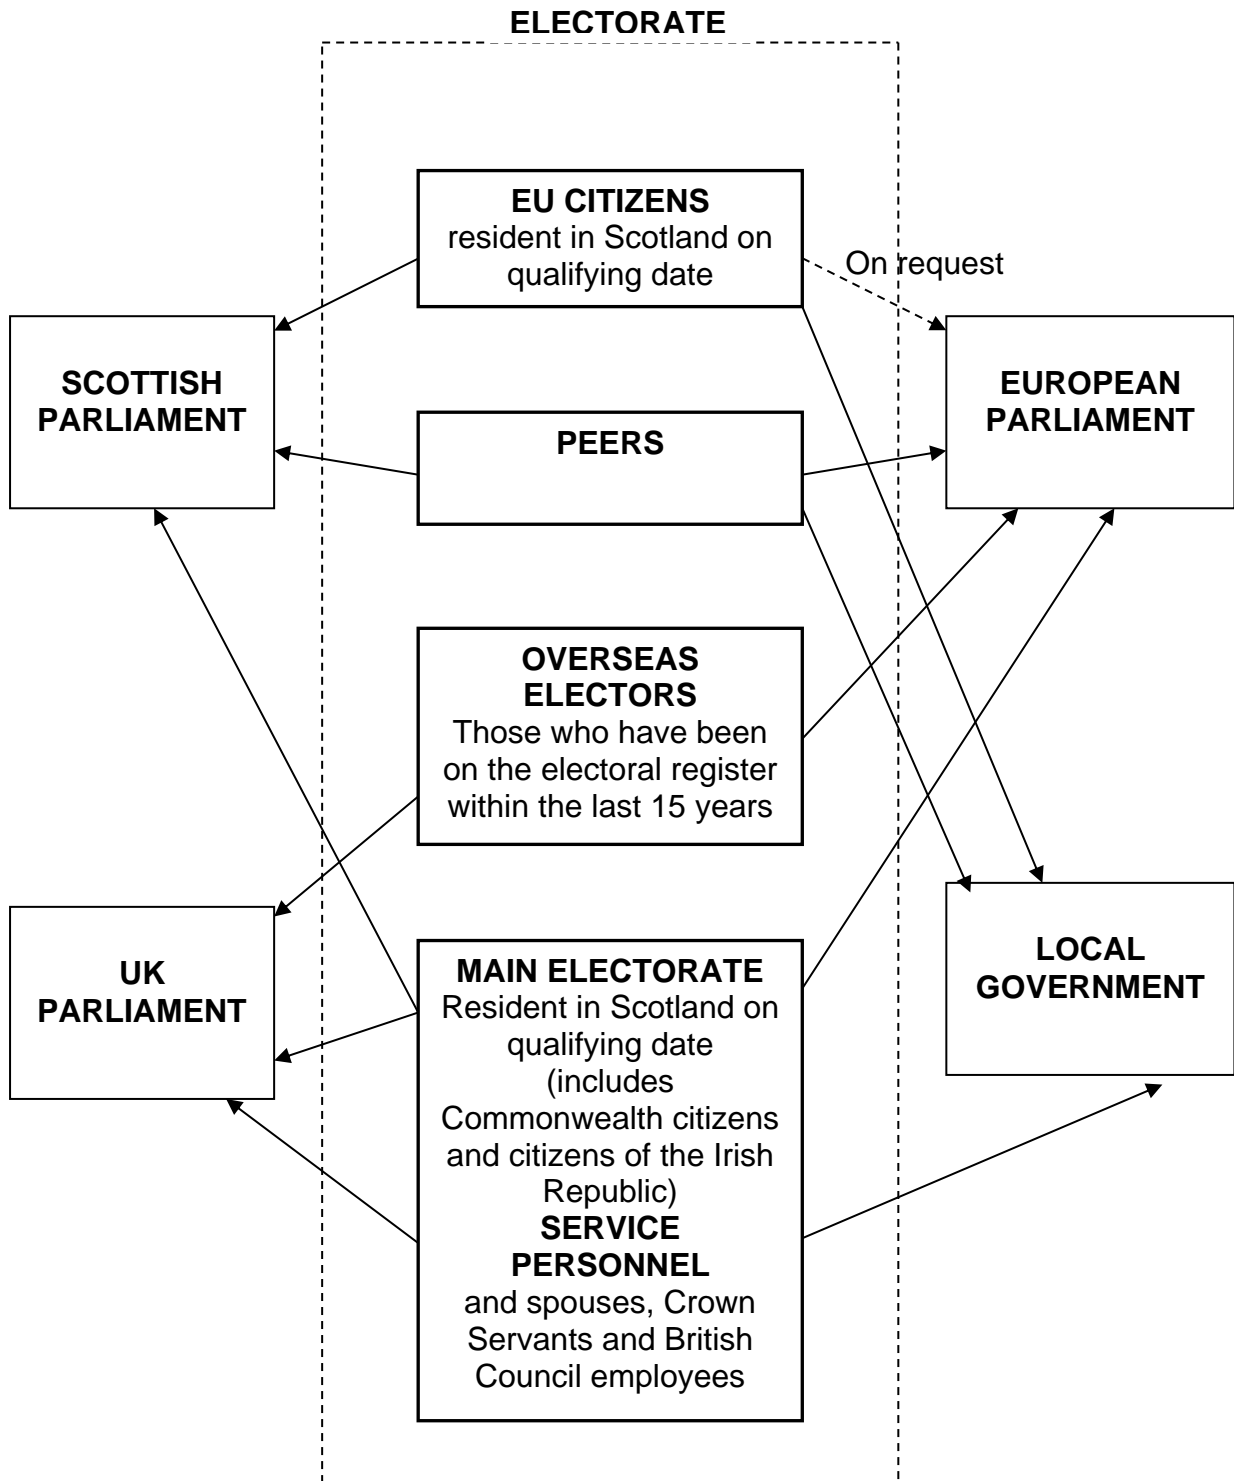 ELECTORATE
EU CITIZENS
resident in Scotland on
qualifying date
On request
SCOTTISH
PARLIAMENT
EUROPEAN
PARLIAMENT
PEERS
OVERSEAS
ELECTORS
Those who have been
on the electoral register
within the last 15 years
UK
PARLIAMENT
LOCAL
GOVERNMENT
MAIN ELECTORATE
Resident in Scotland on
qualifying date
(includes
Commonwealth citizens
and citizens of the Irish
Republic)
SERVICE
PERSONNEL
and spouses, Crown
Servants and British
Council employees